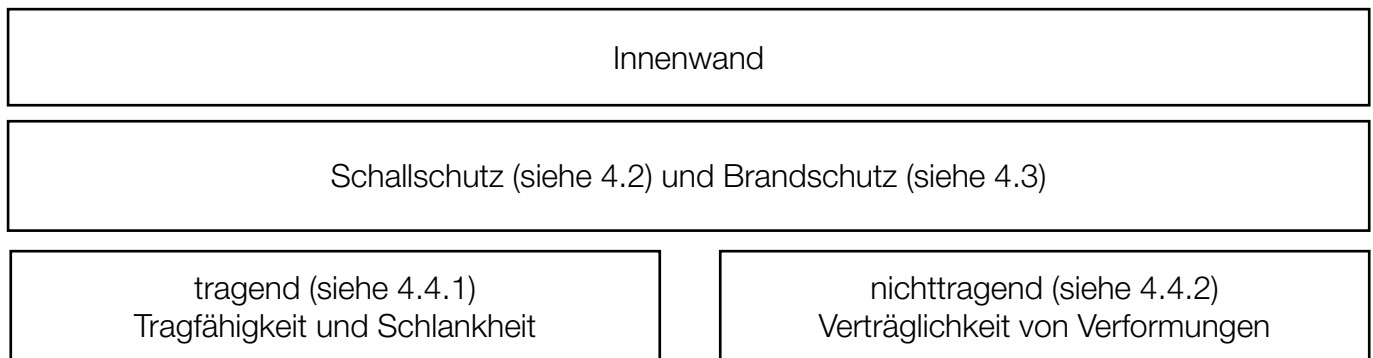 Innenwand
Schallschutz (siehe 4.2) und Brandschutz (siehe 4.3)
tragend (siehe 4.4.1)
Tragfähigkeit und Schlankheit
nichttragend (siehe 4.4.2)
Verträglichkeit von Verformungen